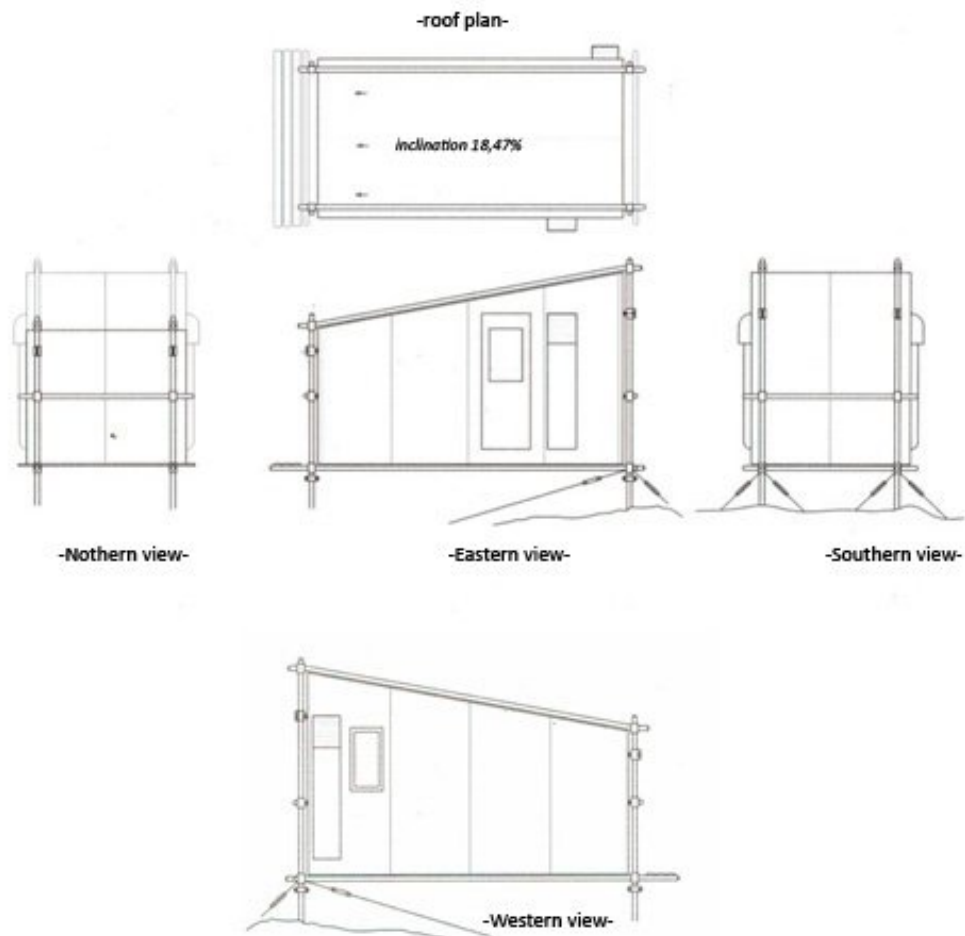 -roof plan-
inclination 18,47%
-Nothern view-
-Eastern view-
-Southern view-
-Western view-